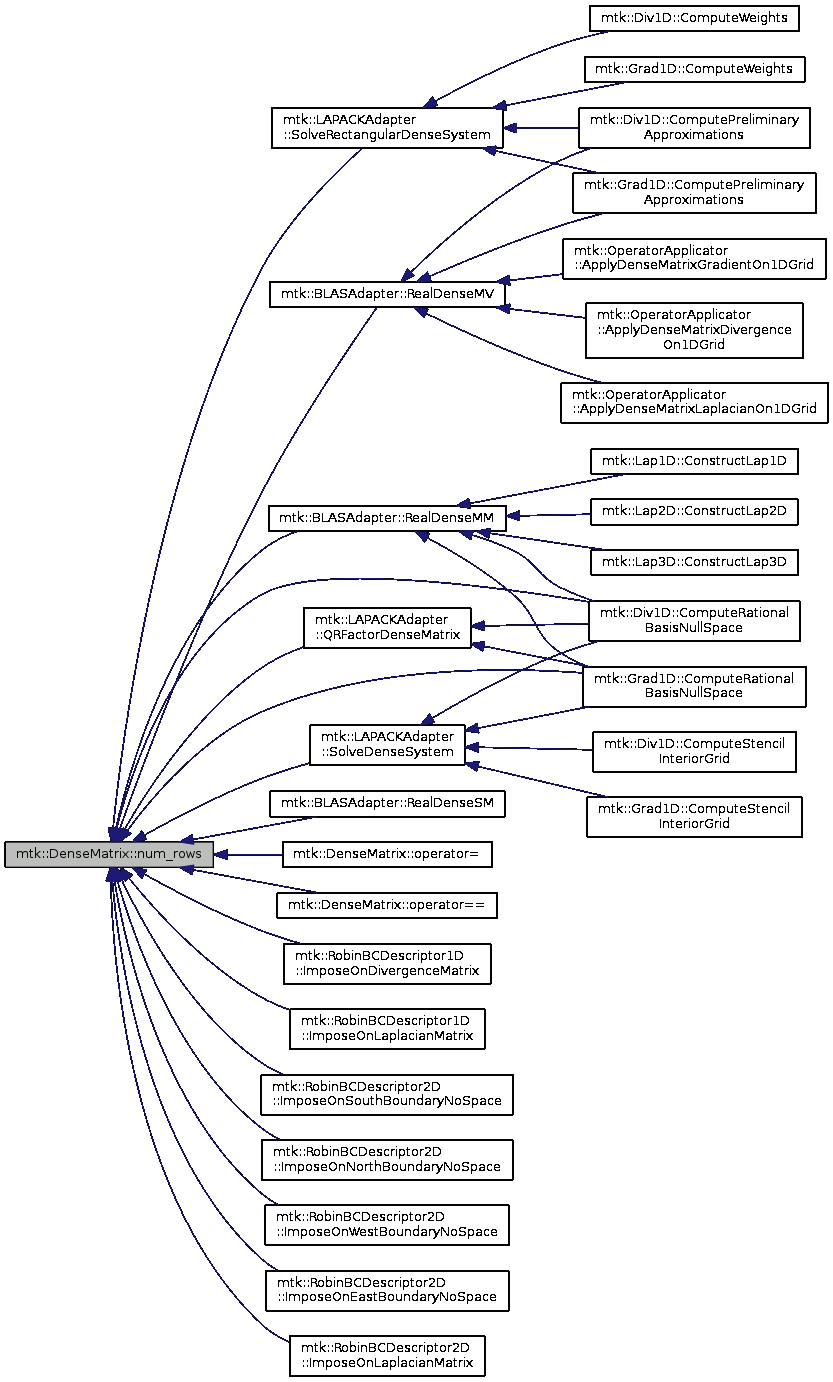 mtk::Div1D::ComputeWeights
mtk::Grad1D::ComputeWeights
mtk::LAPACKAdapter
::SolveRectangularDenseSystem
mtk::Div1D::ComputePreliminary
Approximations
mtk::Grad1D::ComputePreliminary
Approximations
mtk::OperatorApplicator
::ApplyDenseMatrixGradientOn1DGrid
mtk::BLASAdapter::RealDenseMV
mtk::OperatorApplicator
::ApplyDenseMatrixDivergence
On1DGrid
mtk::OperatorApplicator
::ApplyDenseMatrixLaplacianOn1DGrid
mtk::Lap1D::ConstructLap1D
mtk::BLASAdapter::RealDenseMM
mtk::Lap2D::ConstructLap2D
mtk::Lap3D::ConstructLap3D
mtk::LAPACKAdapter
::QRFactorDenseMatrix
mtk::Div1D::ComputeRational
BasisNullSpace
mtk::Grad1D::ComputeRational
BasisNullSpace
mtk::LAPACKAdapter
::SolveDenseSystem
mtk::Div1D::ComputeStencil
InteriorGrid
mtk::Grad1D::ComputeStencil
InteriorGrid
mtk::BLASAdapter::RealDenseSM
mtk::DenseMatrix::num_rows
mtk::DenseMatrix::operator=
mtk::DenseMatrix::operator==
mtk::RobinBCDescriptor1D
::ImposeOnDivergenceMatrix
mtk::RobinBCDescriptor1D
::ImposeOnLaplacianMatrix
mtk::RobinBCDescriptor2D
::ImposeOnSouthBoundaryNoSpace
mtk::RobinBCDescriptor2D
::ImposeOnNorthBoundaryNoSpace
mtk::RobinBCDescriptor2D
::ImposeOnWestBoundaryNoSpace
mtk::RobinBCDescriptor2D
::ImposeOnEastBoundaryNoSpace
mtk::RobinBCDescriptor2D
::ImposeOnLaplacianMatrix